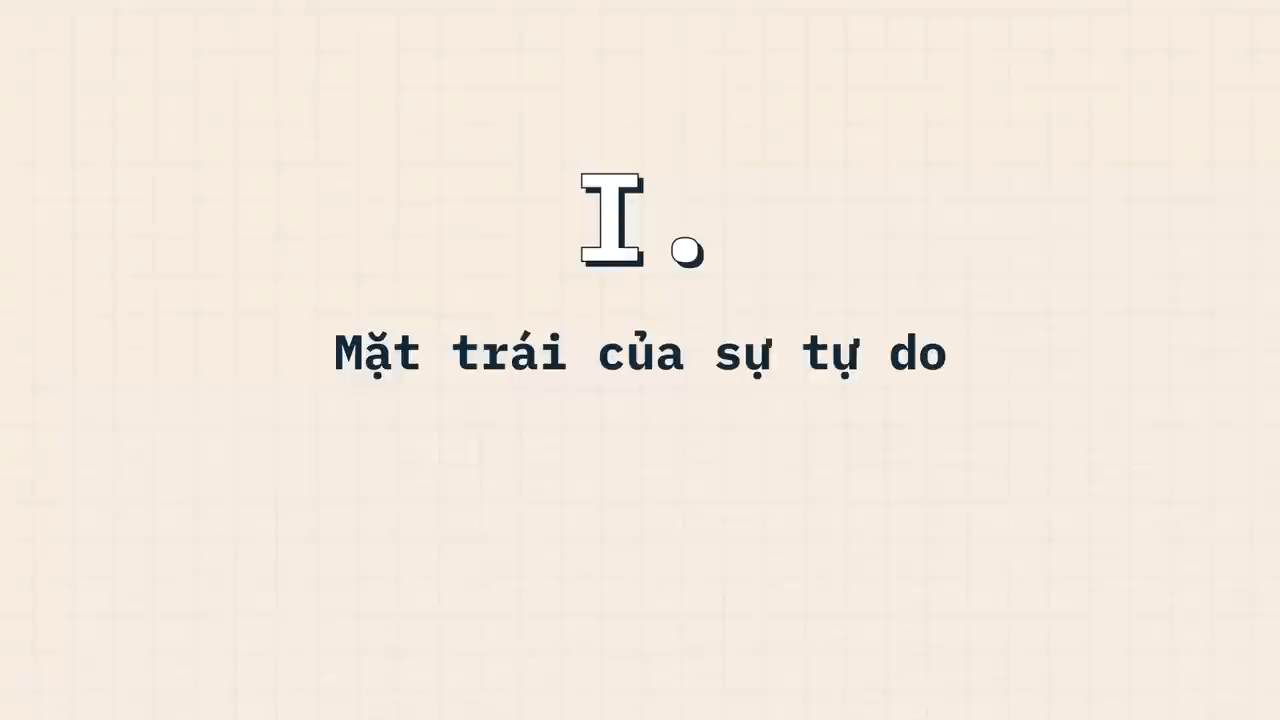 I.
Mặt trái của sự tự do